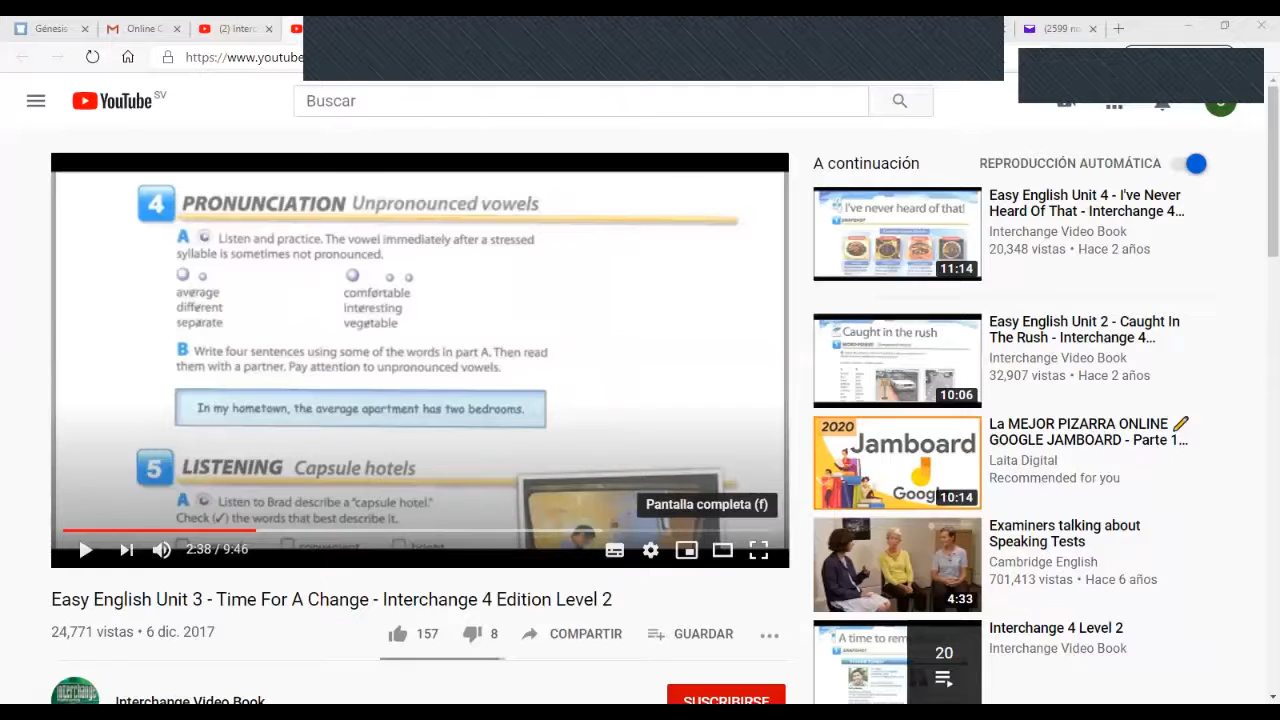 Génesis -
Online C
(2) Interc
(2599 no
https://www.youtube
YouTube SV
Buscar
4 PRONUNCIATION Unpronounced vowels
A Listen and practice. The vowel immediately after a stressed
syllable is sometimes not pronounced.
average comfortable
different interesting
separate vegetable
B Write four sentences using some of the words in part A. Then read
them with a partner. Pay attention to unpronounced vowels.
In my hometown, the average apartment has two bedrooms.
5 LISTENING Capsule hotels
A Listen to Brad describe a "capsule hotel."
Check (✓) the words that best describe it.
convenient bright
Pantalla completa (f)
2:38 / 9:46
Easy English Unit 3 - Time For A Change - Interchange 4 Edition Level 2
24,771 vistas • 6 dic. 2017
157 8 COMPARTIR GUARDAR
Interchange Video Book
SUSCRIBIRSE
A continuación
REPRODUCCIÓN AUTOMÁTICA
I've never heard of that!
11:14
Easy English Unit 4 - I've Never
Heard Of That - Interchange 4...
Interchange Video Book
20,348 vistas • Hace 2 años
Caught in the rush
10:06
Easy English Unit 2 - Caught In
The Rush - Interchange 4...
Interchange Video Book
32,907 vistas • Hace 2 años
2020
Jamboard
Goog
10:14
La MEJOR PIZARRA ONLINE
GOOGLE JAMBOARD - Parte 1...
Laita Digital
Recommended for you
4:33
Examiners talking about
Speaking Tests
Cambridge English
701,413 vistas • Hace 6 años
A time to rem
20
Interchange 4 Level 2
Interchange Video Book